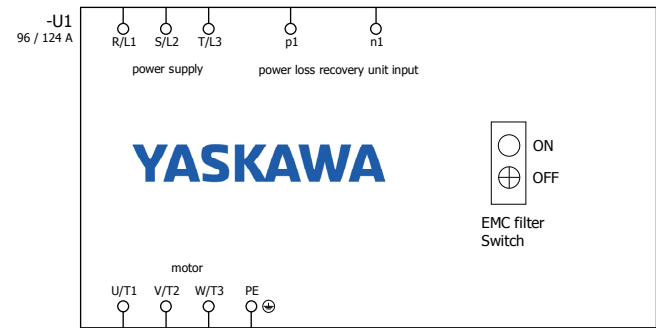 -U1
96 / 124 A
R/L1 S/L2 T/L3 p1 n1
power supply power loss recovery unit input
YASKAWA
ON
OFF
EMC filter
Switch
motor
U/T1 V/T2 W/T3 PE